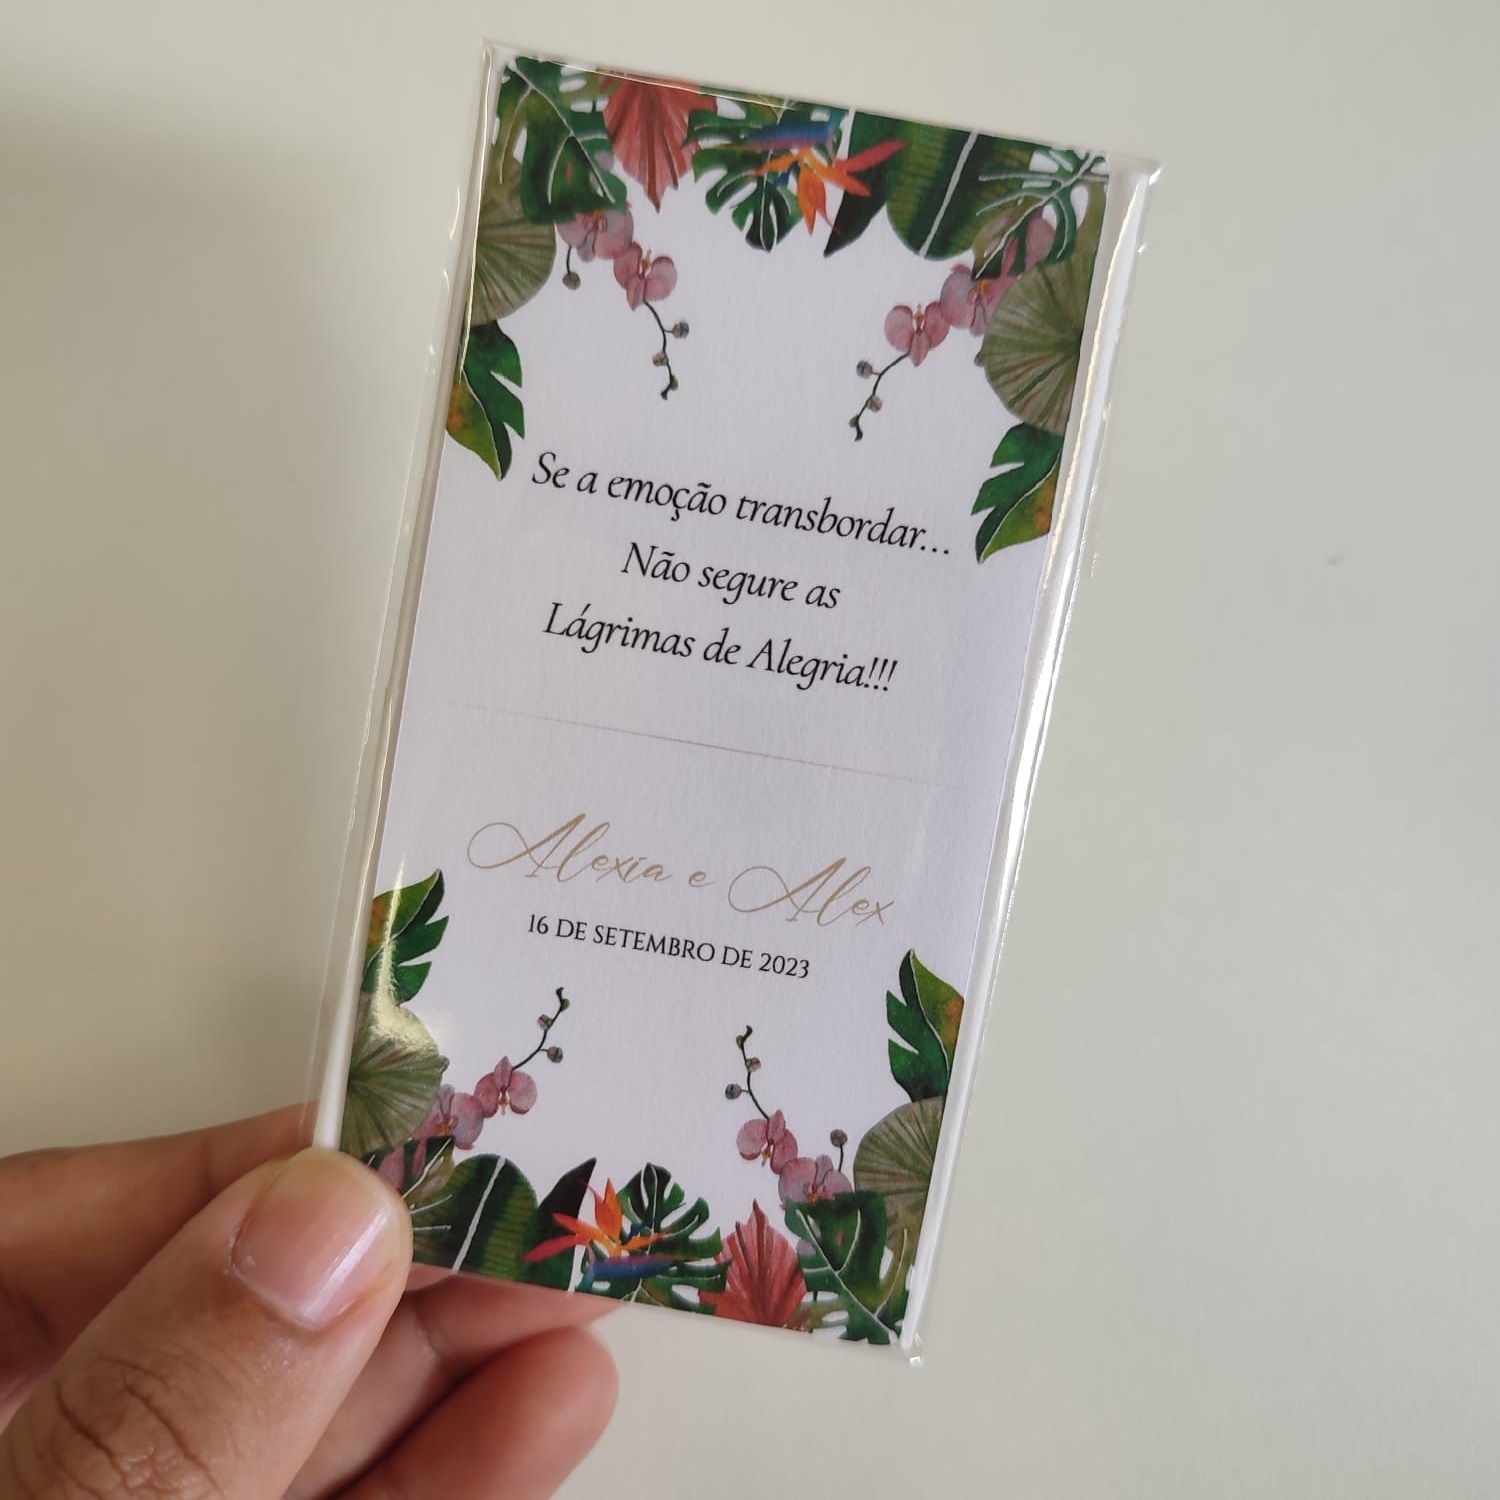 Se a emoção transbordar...
Não segure as
Lágrimas de Alegria!!!
Alexia e Alex
16 DE SETEMBRO DE 2023